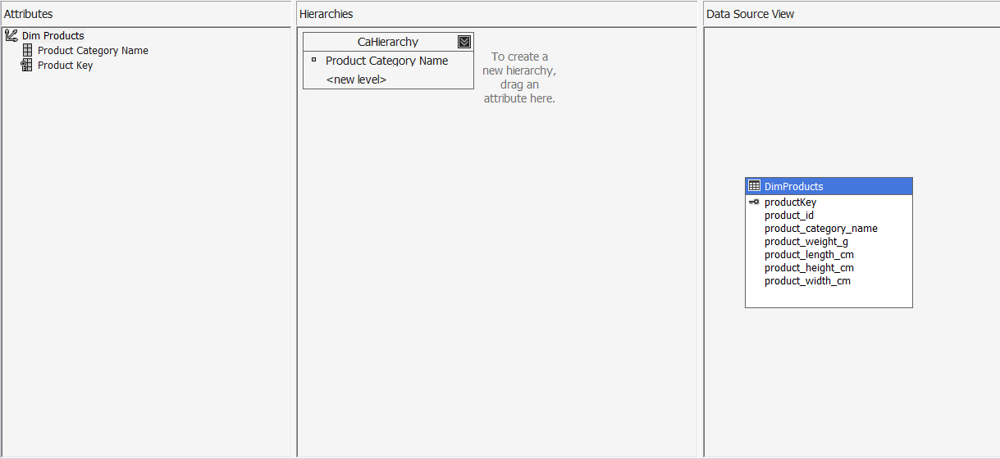 Attributes
Dim Products
Product Category Name
Product Key
Hierarchies
CaHierarchy
Product Category Name
<new level>
To create a
new hierarchy,
drag an
attribute here.
Data Source View
DimProducts
productKey
product_id
product_category_name
product_weight_g
product_length_cm
product_height_cm
product_width_cm